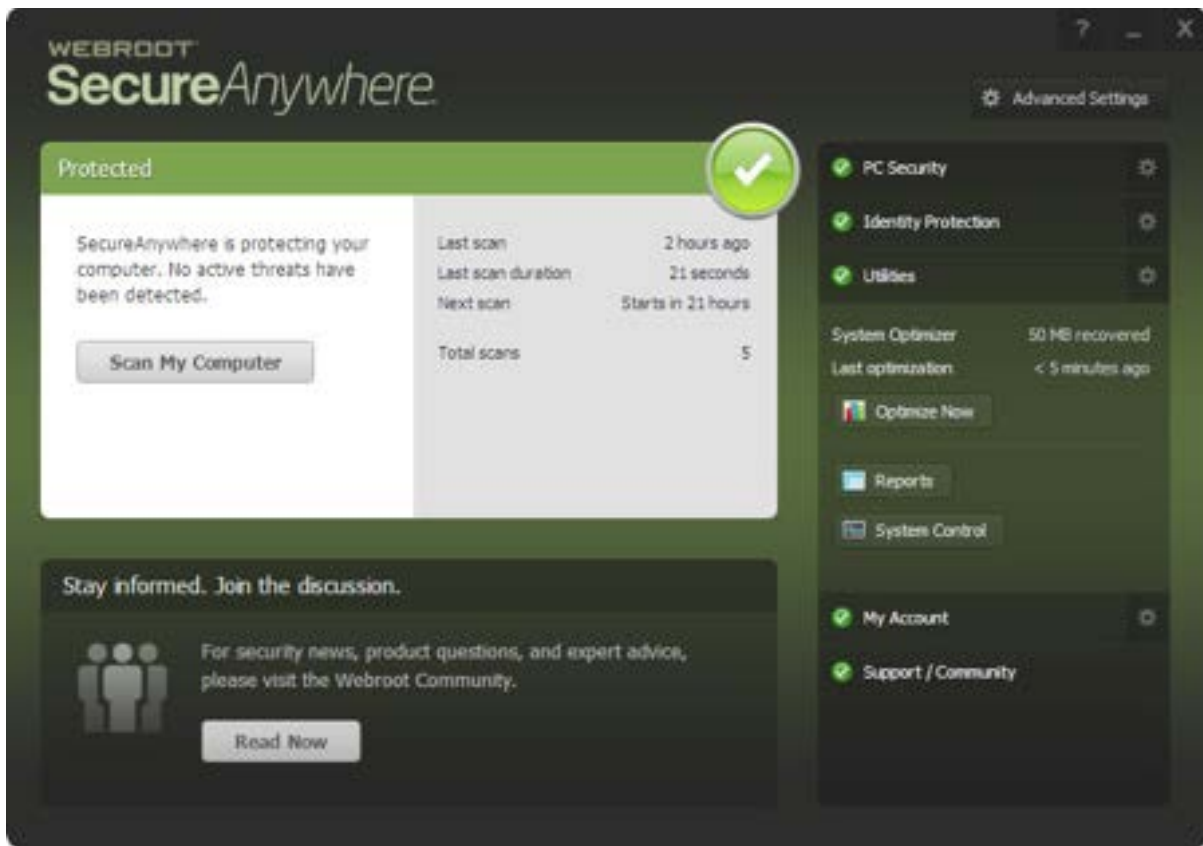 ? _ X
WEBROOT
SecureAnywhere.
Advanced Settings
Protected
SecureAnywhere is protecting your
computer. No active threats have
been detected.
Scan My Computer
Last scan 2 hours ago
Last scan duration 21 seconds
Next scan Starts in 21 hours
Total scans 5
PC Security
Identity Protection
Utilities
System Optimizer 50 MB recovered
Last optimization < 5 minutes ago
Optimize Now
Reports
System Control
My Account
Support / Community
Stay informed. Join the discussion.
For security news, product questions, and expert advice,
please visit the Webroot Community.
Read Now